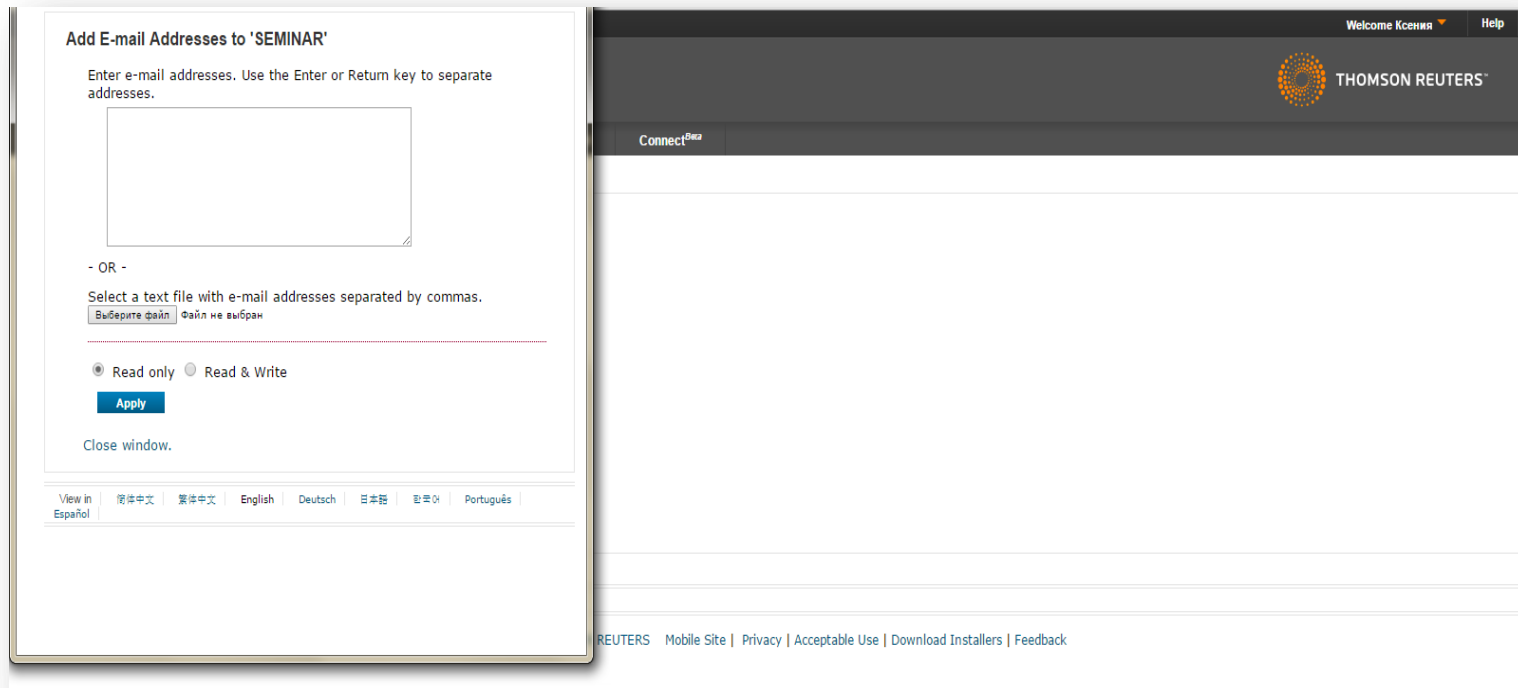 Add E-mail Addresses to 'SEMINAR'
Enter e-mail addresses. Use the Enter or Return key to separate
addresses.
- OR -
Select a text file with e-mail addresses separated by commas.
Выберите файл Файл не выбран
Read only Read & Write
Apply
Close window.
View in 简体中文 繁体中文 English Deutsch 日本語 한국어 Português
Español
Welcome Ксения Help
THOMSON REUTERS™
Connect Beta
REUTERS Mobile Site | Privacy | Acceptable Use | Download Installers | Feedback